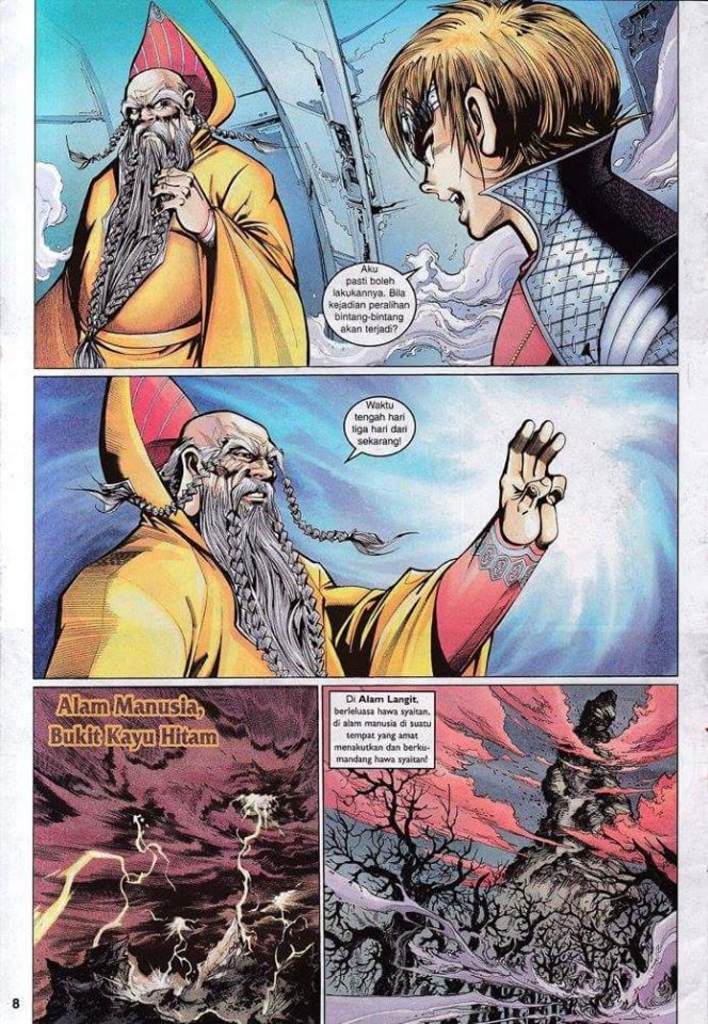 Aku
pasti boleh
lakukannya. Bila
kejadian peralihan
bintang-bintang
akan terjadi?
Waktu
tengah hari
tiga hari dari
sekarang!
Alam Manusia,
Bukit Kayu Hitam
Di Alam Langit,
berleluasa hawa syaitan,
di alam manusia di suatu
tempat yang amat
menakutkan dan berku-
mandang hawa syaitan!
8